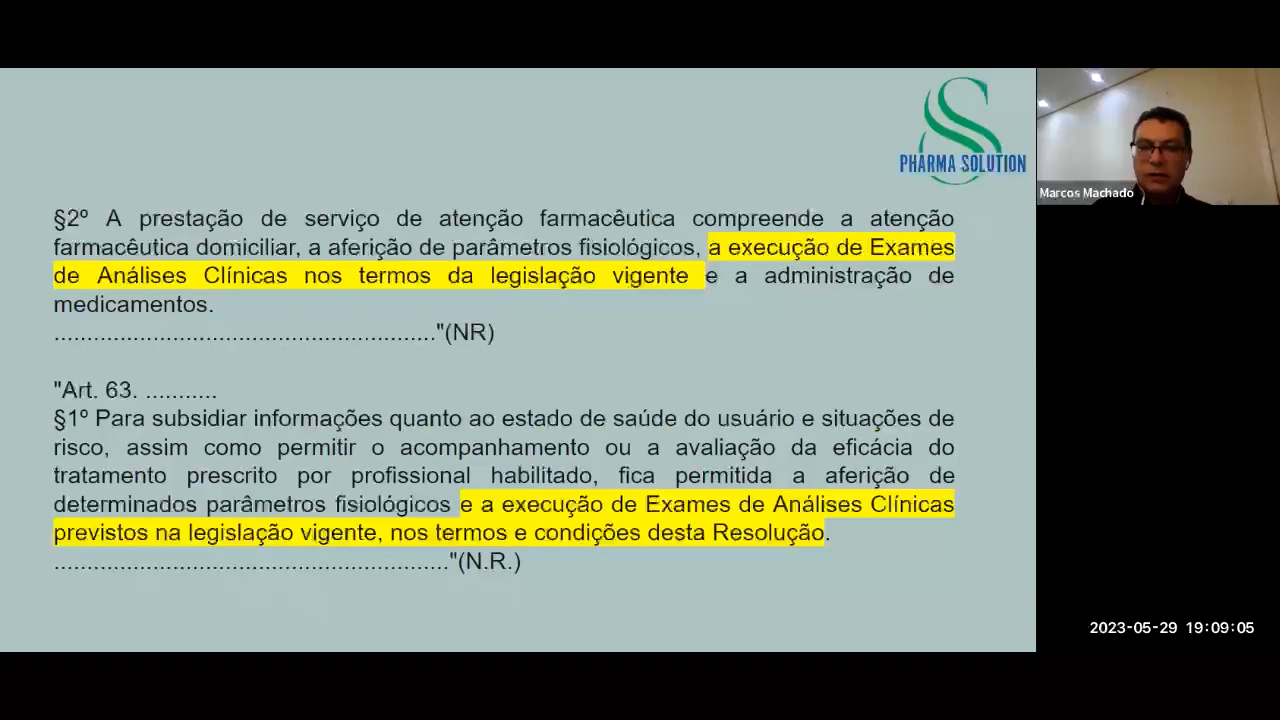 PHARMA SOLUTION
Marcos Machado
§2º A prestação de serviço de atenção farmacêutica compreende a atenção
farmacêutica domiciliar, a aferição de parâmetros fisiológicos, a execução de Exames
de Análises Clínicas nos termos da legislação vigente e a administração de
medicamentos.
..........................................................."(NR)
"Art. 63. ...........
§1º Para subsidiar informações quanto ao estado de saúde do usuário e situações de
risco, assim como permitir o acompanhamento ou a avaliação da eficácia do
tratamento prescrito por profissional habilitado, fica permitida a aferição de
determinados parâmetros fisiológicos e a execução de Exames de Análises Clínicas
previstos na legislação vigente, nos termos e condições desta Resolução.
............................................................."(N.R.)
2023-05-29 19:09:05